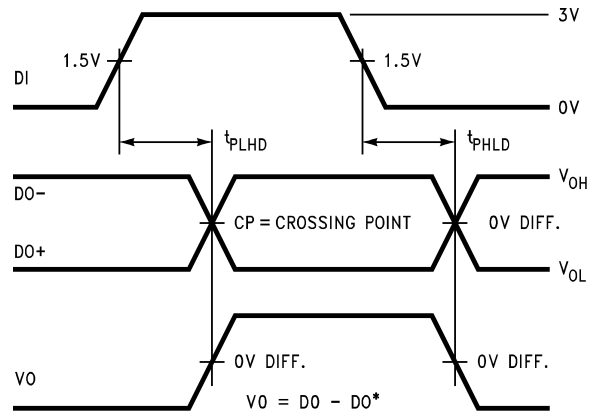 3V
1.5V
1.5V
DI
0V
tPLHD
tPHLD
DO-
VOH
CP = CROSSING POINT
0V DIFF.
DO+
VOL
0V DIFF.
0V DIFF.
VO
VO = DO - DO*